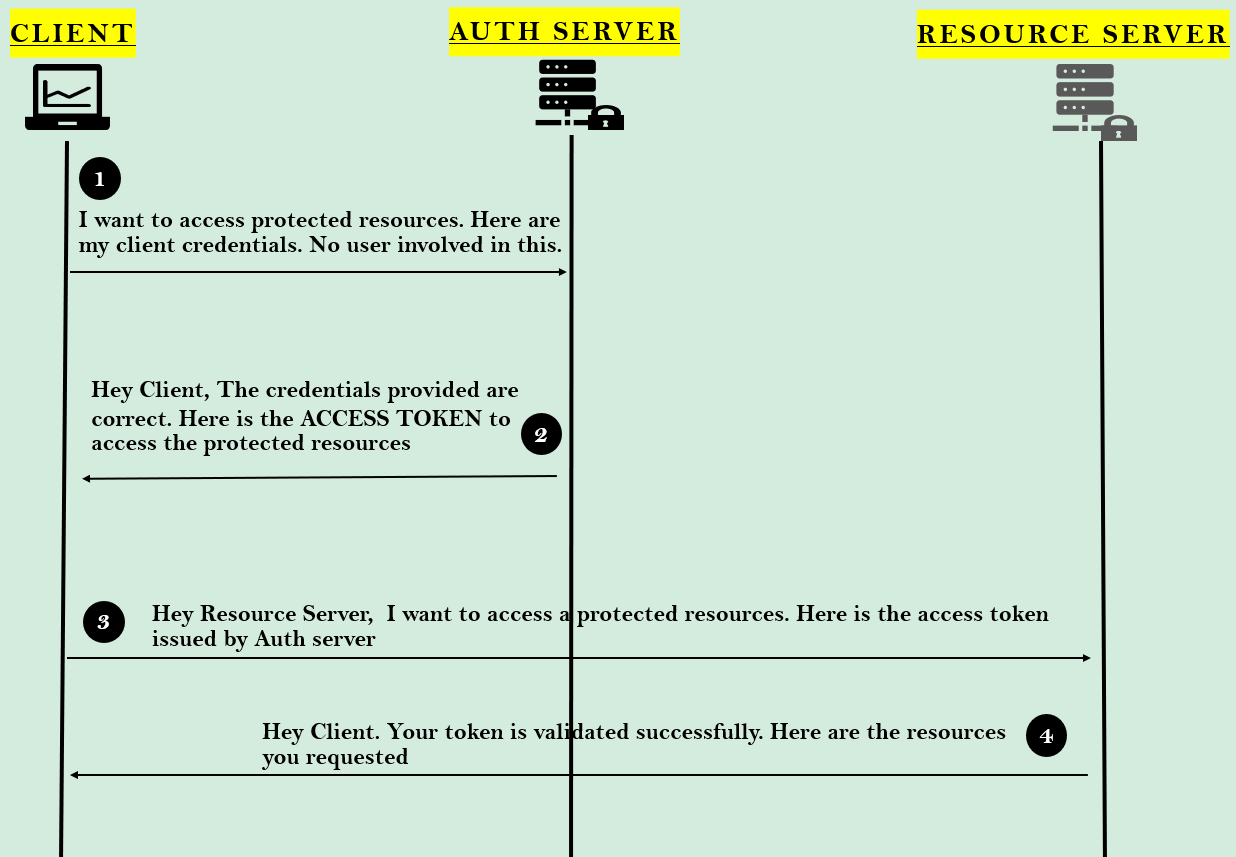 CLIENT
AUTH SERVER
RESOURCE SERVER
1
I want to access protected resources. Here are
my client credentials. No user involved in this.
Hey Client, The credentials provided are
correct. Here is the ACCESS TOKEN to
access the protected resources
2
3
Hey Resource Server,  I want to access a protected resources. Here is the access token
issued by Auth server
Hey Client. Your token is validated successfully. Here are the resources
you requested
4